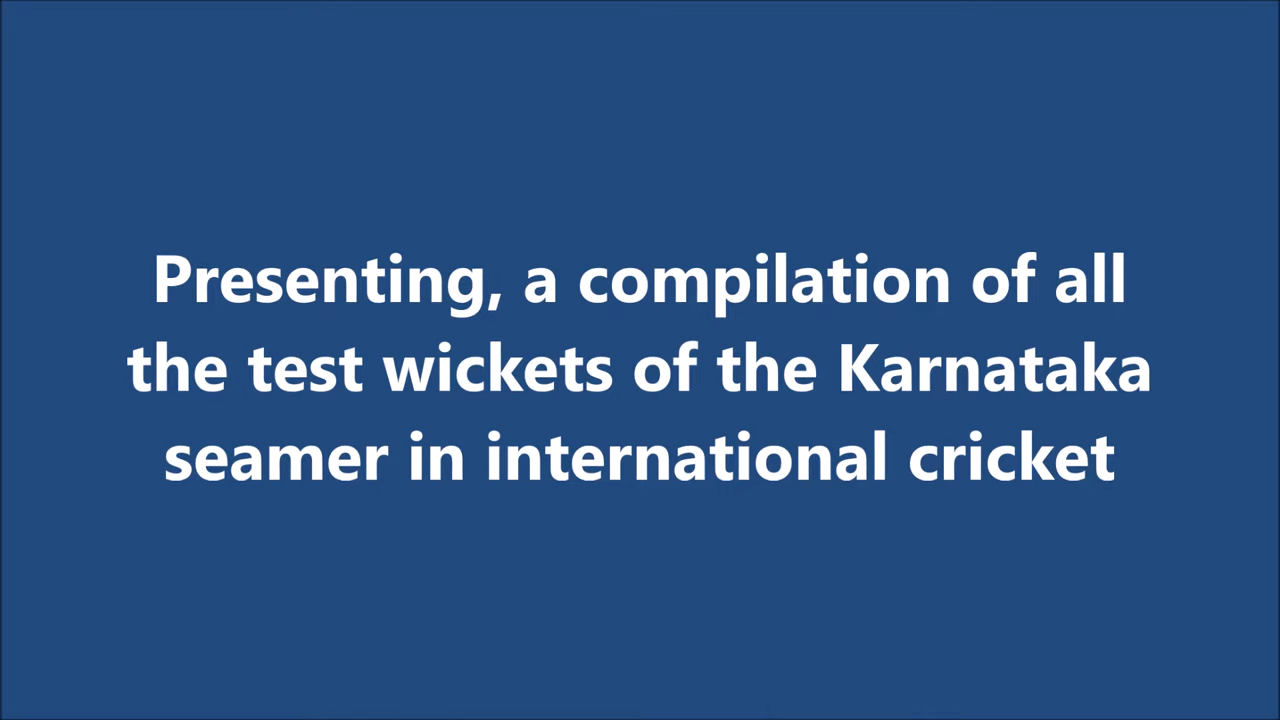 Presenting, a compilation of all
the test wickets of the Karnataka
seamer in international cricket